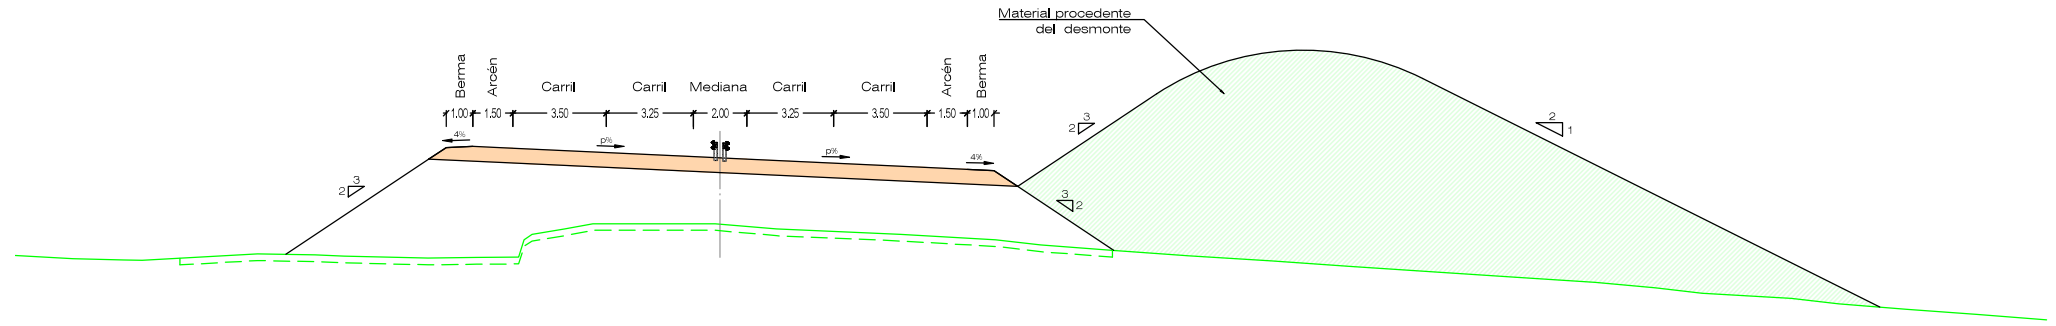 Material procedente
del desmonte
Berma
Arcén
Carril
Carril
Mediana
Carril
Carril
Arcén
Berma
1.00
1.50
3.50
3.25
2.00
3.25
3.50
1.50
1.00
4%
p%
p%
4%
3
2
3
2
3
2
2
1